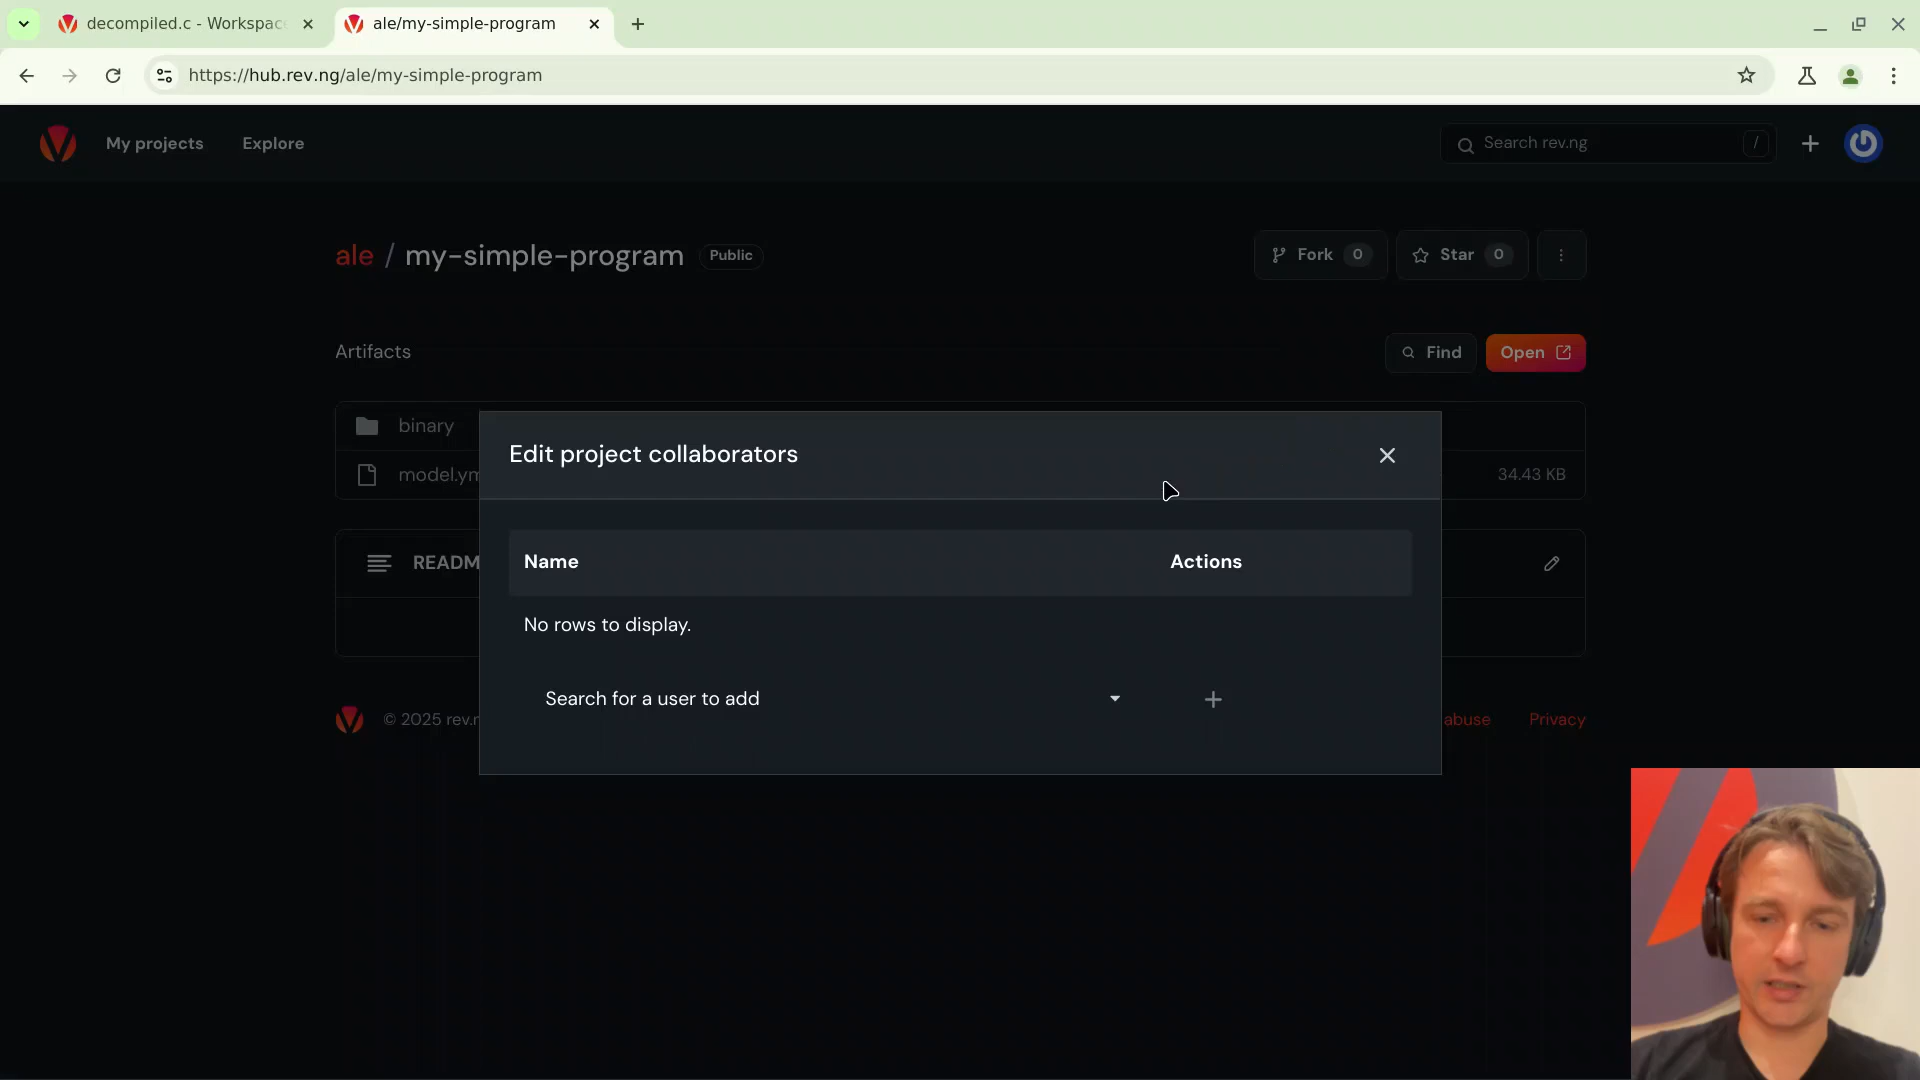 decompiled.c - Workspac
ale/my-simple-program
https://hub.rev.ng/ale/my-simple-program
My projects
Explore
Search rev.ng
/
ale / my-simple-program
Public
Fork 0
Star 0
Artifacts
Find
Open
binary
model.ym
34.43 KB
Edit project collaborators
Name
Actions
No rows to display.
Search for a user to add
READM
© 2025 rev.n
abuse
Privacy